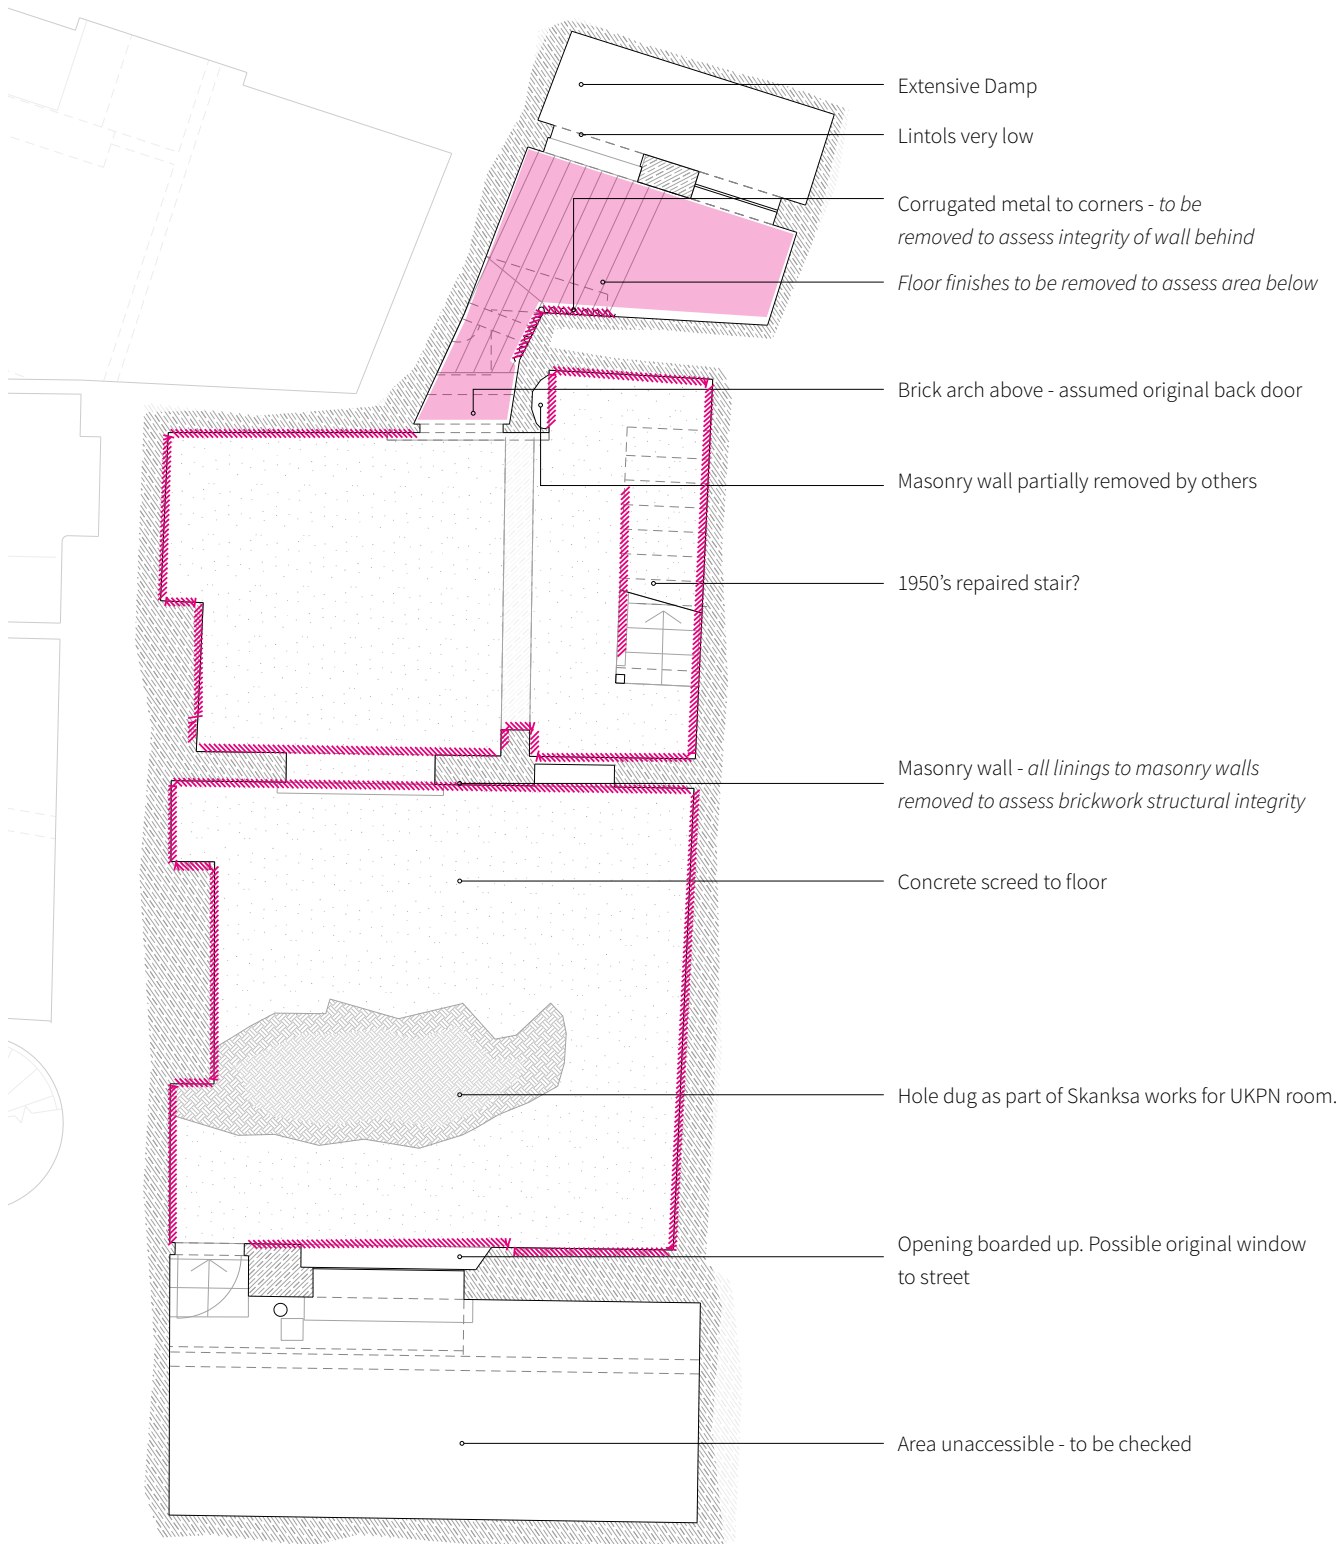 Extensive Damp
Lintols very low
Corrugated metal to corners - to be
removed to assess integrity of wall behind
Floor finishes to be removed to assess area below
Brick arch above - assumed original back door
Masonry wall partially removed by others
1950’s repaired stair?
Masonry wall - all linings to masonry walls
removed to assess brickwork structural integrity
Concrete screed to floor
Hole dug as part of Skanksa works for UKPN room.
Opening boarded up. Possible original window
to street
Area unaccessible - to be checked